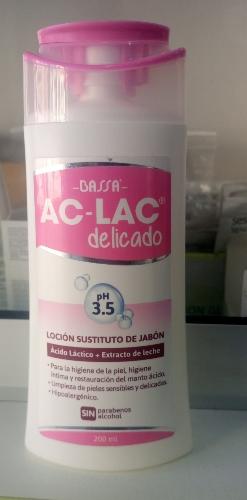 DASSA®
AC-LAC®
delicado
pH
3.5
LOCIÓN SUSTITUTO DE JABÓN
Ácido Láctico + Extracto de leche
• Para la higiene de la piel, higiene
íntima y restauración del manto ácido.
• Limpieza de pieles sensibles y delicadas.
• Hipoalergénico.
SIN parabenos
alcohol
200 ml